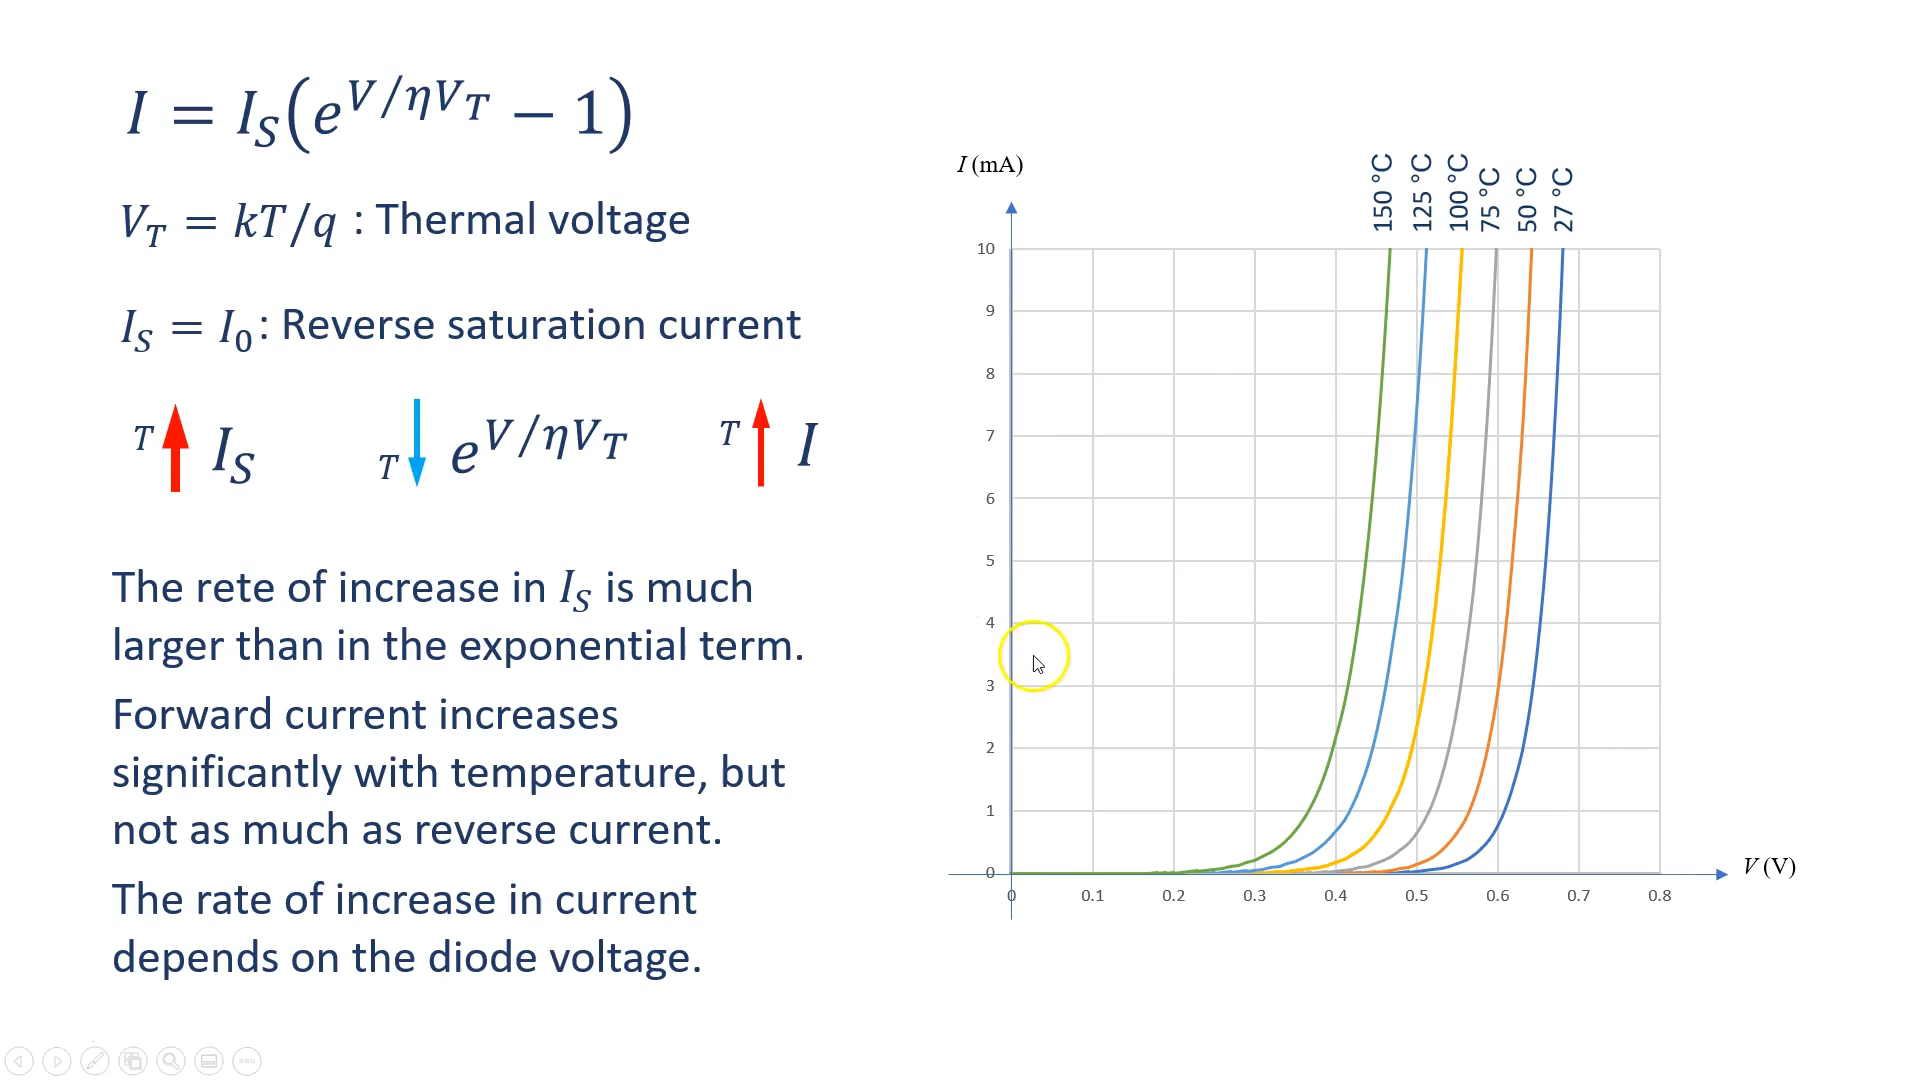 I = I_S(e^{V/ηV_T} − 1)
V_T = kT/q : Thermal voltage
I_S = I_0 : Reverse saturation current
T I_S T e^{V/ηV_T} T I
The rete of increase in I_S is much
larger than in the exponential term.
Forward current increases
significantly with temperature, but
not as much as reverse current.
The rate of increase in current
depends on the diode voltage.
I (mA)
150 °C 125 °C 100 °C 75 °C 50 °C 27 °C
10
9
8
7
6
5
4
3
2
1
0
V (V)
0 0.1 0.2 0.3 0.4 0.5 0.6 0.7 0.8